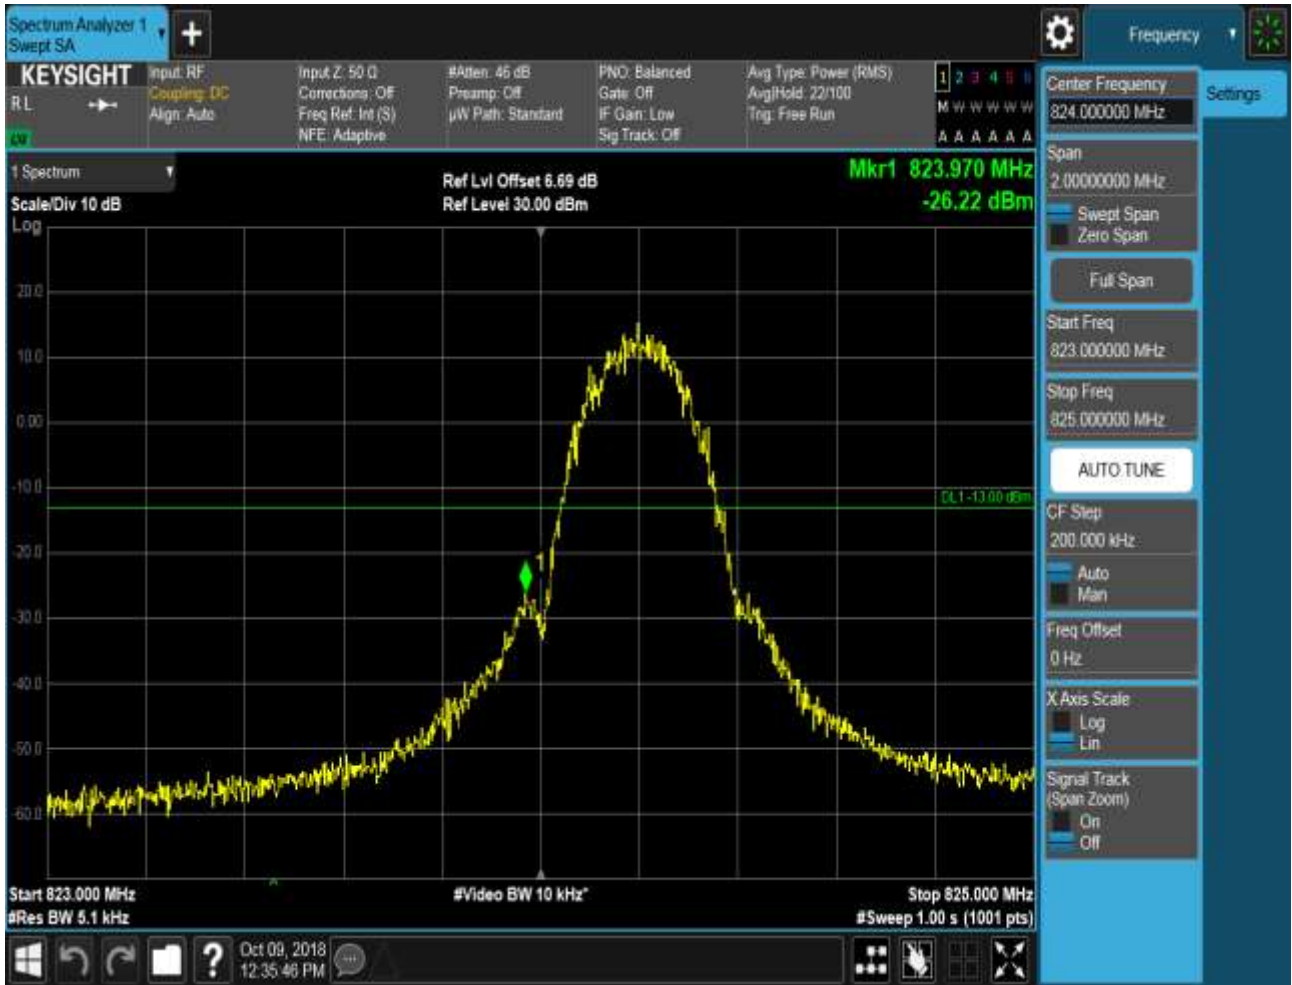 Spectrum Analyzer 1
Swept SA
+
Frequency
KEYSIGHT
RL
Input: RF
Coupling: DC
Align: Auto
Input Z: 50 Ω
Corrections: Off
Freq Ref: Int (S)
NFE: Adaptive
#Atten: 46 dB
Preamp: Off
µW Path: Standard
PNO: Balanced
Gate: Off
IF Gain: Low
Sig Track: Off
Avg Type: Power (RMS)
Avg|Hold: 22/100
Trig: Free Run
1 2 3 4 5 6
M W W W W W
A A A A A A
1 Spectrum
Scale/Div 10 dB
Log
Ref Lvl Offset 6.69 dB
Ref Level 30.00 dBm
Mkr1 823.970 MHz
-26.22 dBm
20.0
10.0
0.00
-10.0
-20.0
-30.0
-40.0
-50.0
-60.0
DL1 -13.00 dBm
1
Start 823.000 MHz
#Res BW 5.1 kHz
#Video BW 10 kHz*
Stop 825.000 MHz
#Sweep 1.00 s (1001 pts)
Center Frequency
824.000000 MHz
Settings
Span
2.00000000 MHz
Swept Span
Zero Span
Full Span
Start Freq
823.000000 MHz
Stop Freq
825.000000 MHz
AUTO TUNE
CF Step
200.000 kHz
Auto
Man
Freq Offset
0 Hz
X Axis Scale
Log
Lin
Signal Track
(Span Zoom)
On
Off
?
Oct 09, 2018
12:35:46 PM